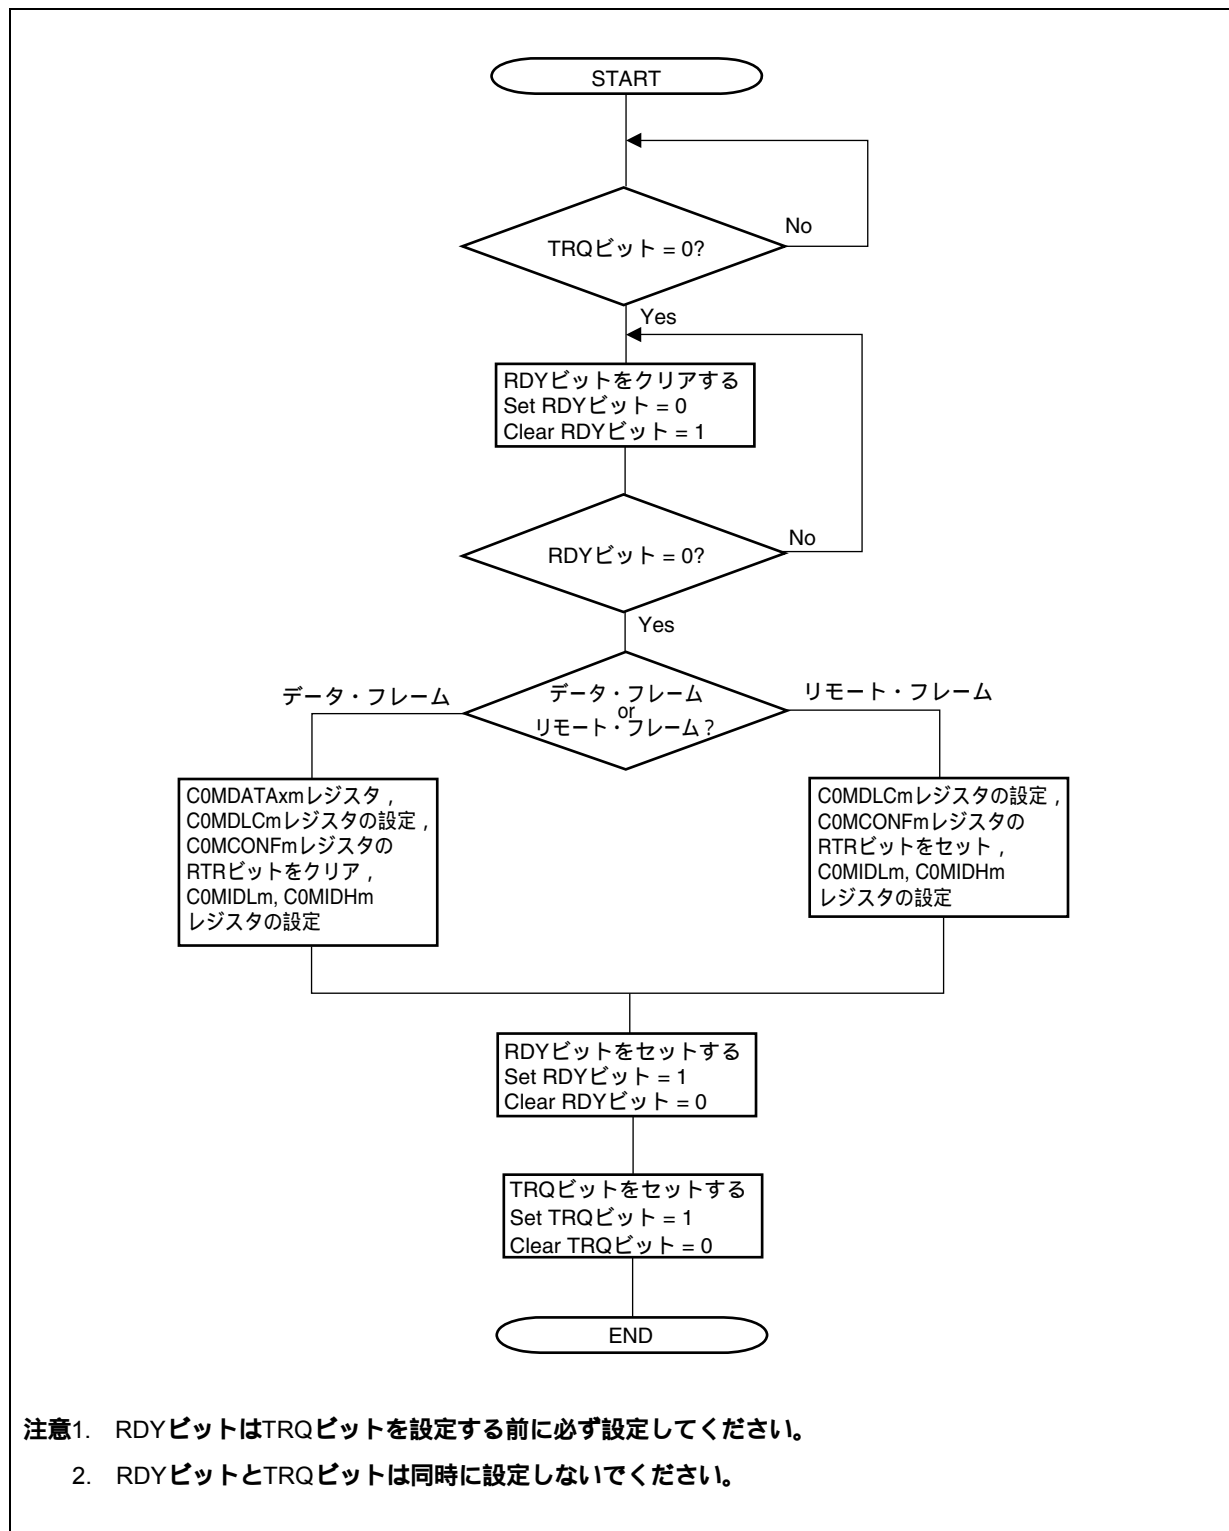 START
No
TRQビット = 0?
Yes
RDYビットをクリアする
Set RDYビット = 0
Clear RDYビット = 1
No
RDYビット = 0?
Yes
データ・フレーム
データ・フレーム
or
リモート・フレーム？
リモート・フレーム
C0MDATAxmレジスタ，
C0MDLCmレジスタの設定，
C0MCONFmレジスタの
RTRビットをクリア，
C0MIDLm, C0MIDHm
レジスタの設定
C0MDLCmレジスタの設定，
C0MCONFmレジスタの
RTRビットをセット，
C0MIDLm, C0MIDHm
レジスタの設定
RDYビットをセットする
Set RDYビット = 1
Clear RDYビット = 0
TRQビットをセットする
Set TRQビット = 1
Clear TRQビット = 0
END
注意1. RDYビットはTRQビットを設定する前に必ず設定してください。
2. RDYビットとTRQビットは同時に設定しないでください。